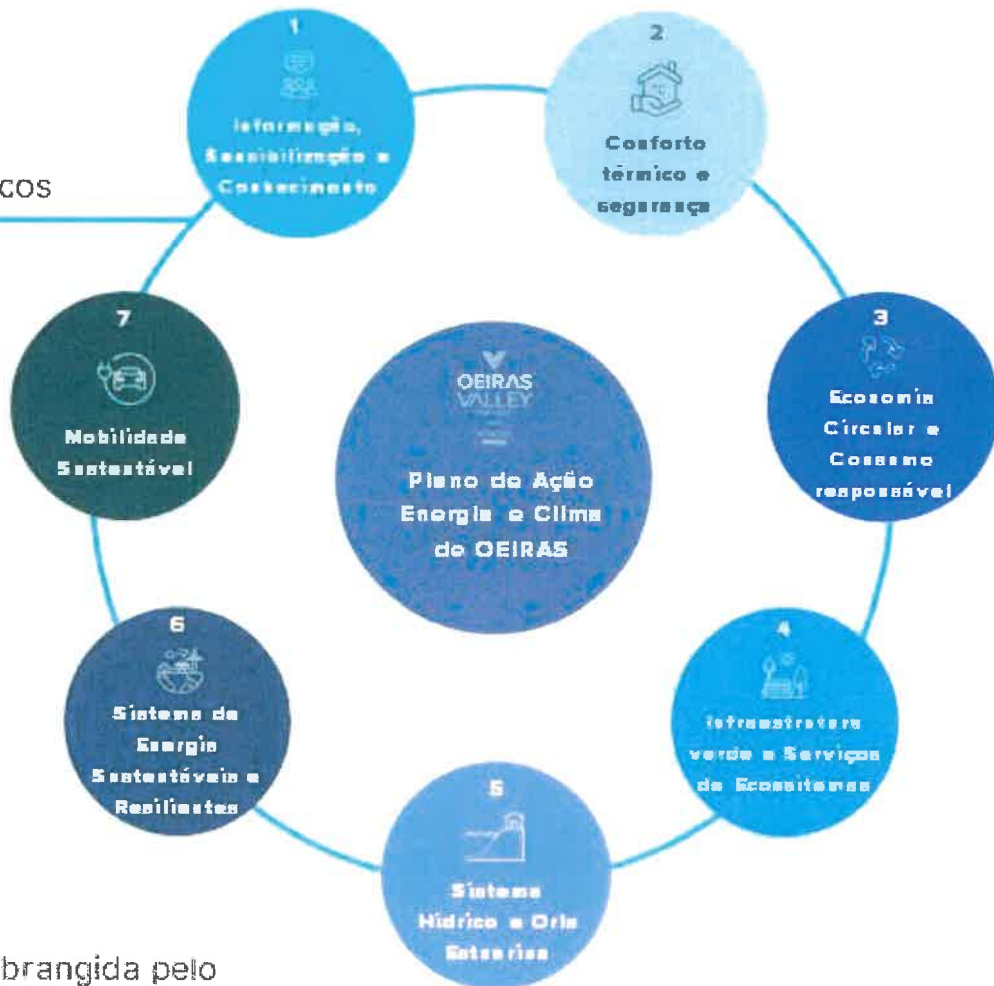 1
Informação,
Sensibilização e
Conhecimento
2
Conforto
térmico e
segurança
cos
7
Mobilidade
Sustentável
OEIRAS
VALLEY
Plano de Ação
Energia e Clima
de OEIRAS
3
Economia
Circular e
Consumo
responsável
6
Sistema de
Energia
Sustentáveis e
Resilientes
4
Infraestrutura
verde e Serviços
de Ecossitemas
5
Sistema
Hídrico e Orla
Estuarina
brangida pelo